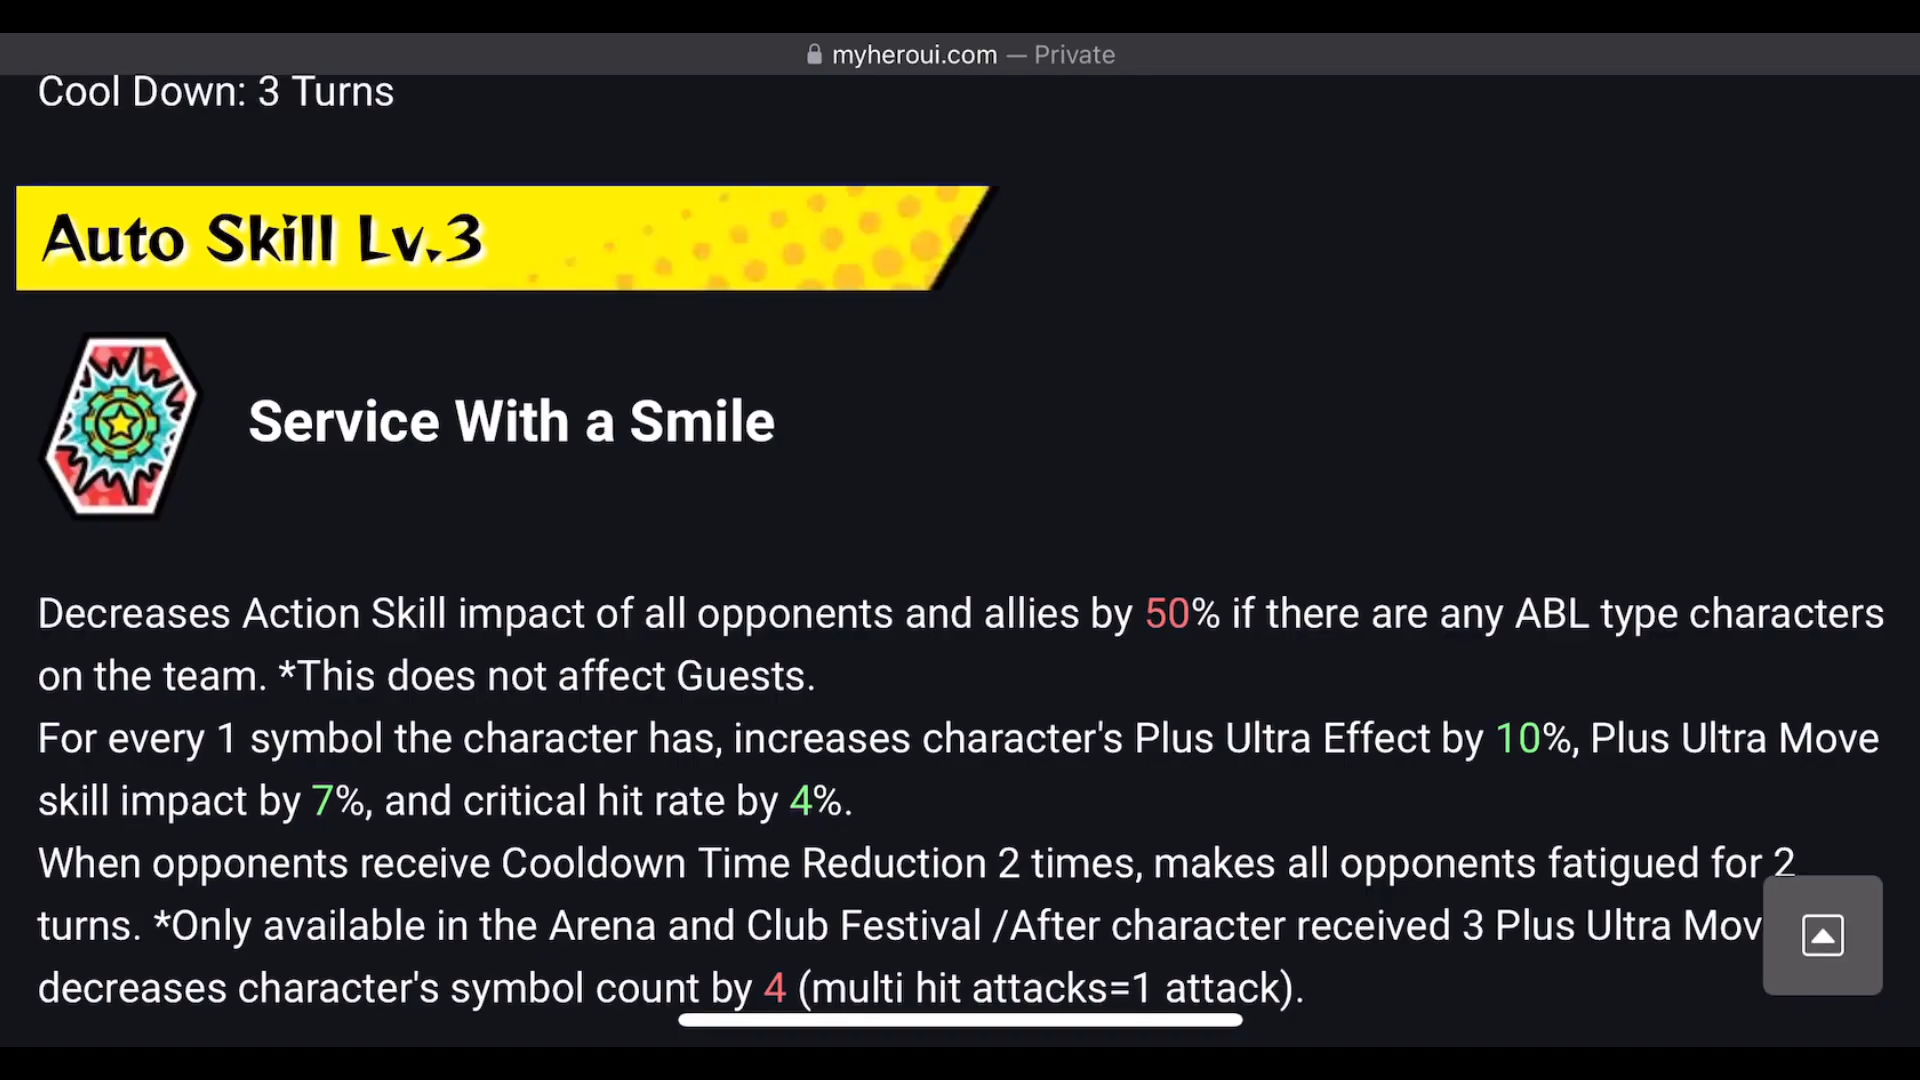 myheroui.com — Private
Cool Down: 3 Turns
Auto Skill Lv.3
Service With a Smile
Decreases Action Skill impact of all opponents and allies by 50% if there are any ABL type characters
on the team. *This does not affect Guests.
For every 1 symbol the character has, increases character's Plus Ultra Effect by 10%, Plus Ultra Move
skill impact by 7%, and critical hit rate by 4%.
When opponents receive Cooldown Time Reduction 2 times, makes all opponents fatigued for 2
turns. *Only available in the Arena and Club Festival /After character received 3 Plus Ultra Mov
decreases character's symbol count by 4 (multi hit attacks=1 attack).